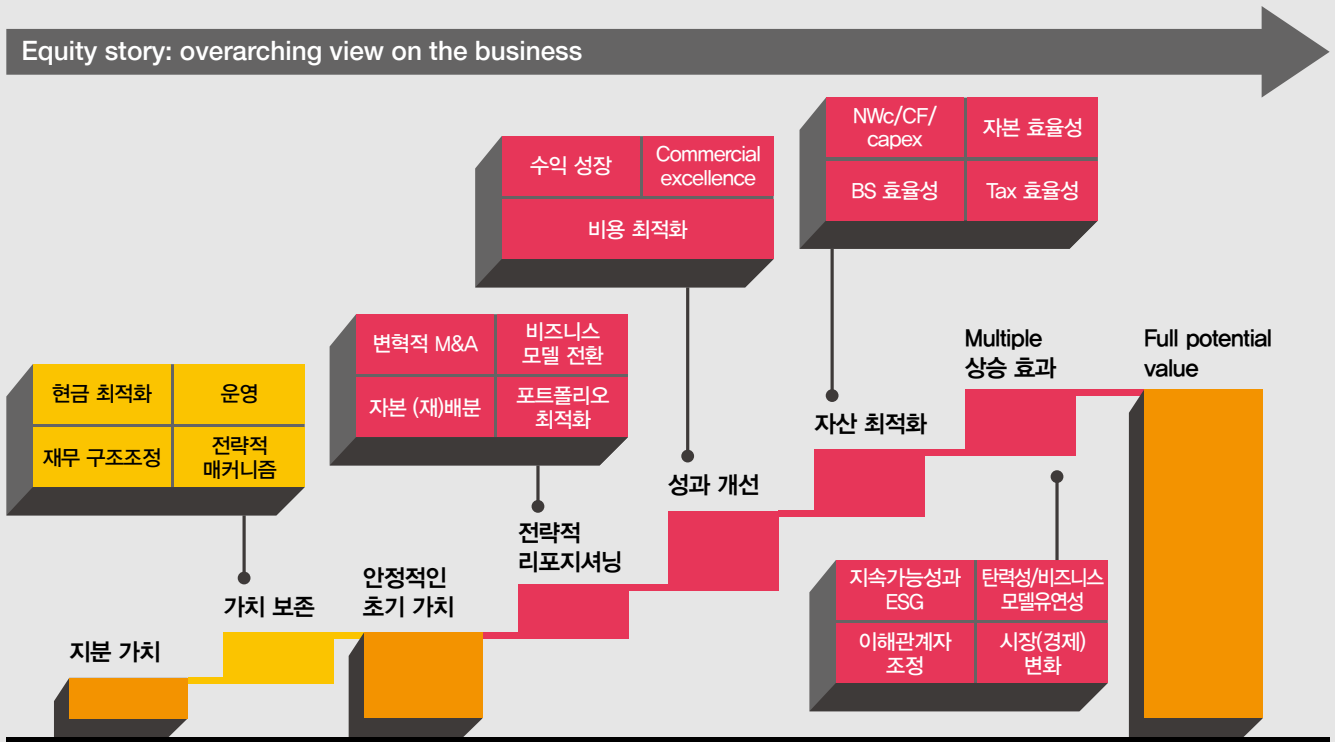 Equity story: overarching view on the business
NWc/CF/
capex
자본 효율성
BS 효율성
Tax 효율성
수익 성장
Commercial
excellence
비용 최적화
변혁적 M&A
비즈니스
모델 전환
자본 (재)배분
포트폴리오
최적화
현금 최적화
운영
재무 구조조정
전략적
매커니즘
지분 가치
가치 보존
안정적인
초기 가치
전략적
리포지셔닝
성과 개선
자산 최적화
Multiple
상승 효과
Full potential
value
지속가능성과
ESG
탄력성/비즈니스
모델유연성
이해관계자
조정
시장(경제)
변화